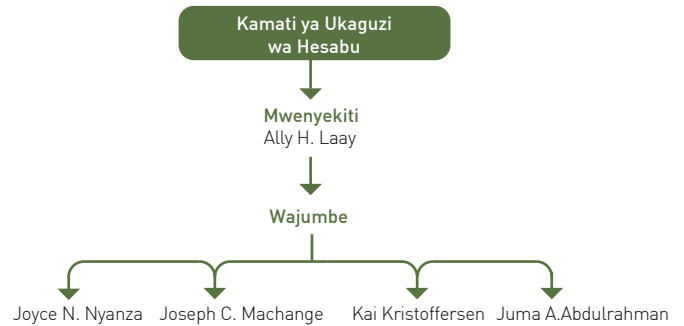 Kamati ya Ukaguzi
wa Hesabu
Mwenyekiti
Ally H. Laay
Wajumbe
Joyce N. Nyanza Joseph C. Machange Kai Kristoffersen Juma A.Abdulrahman